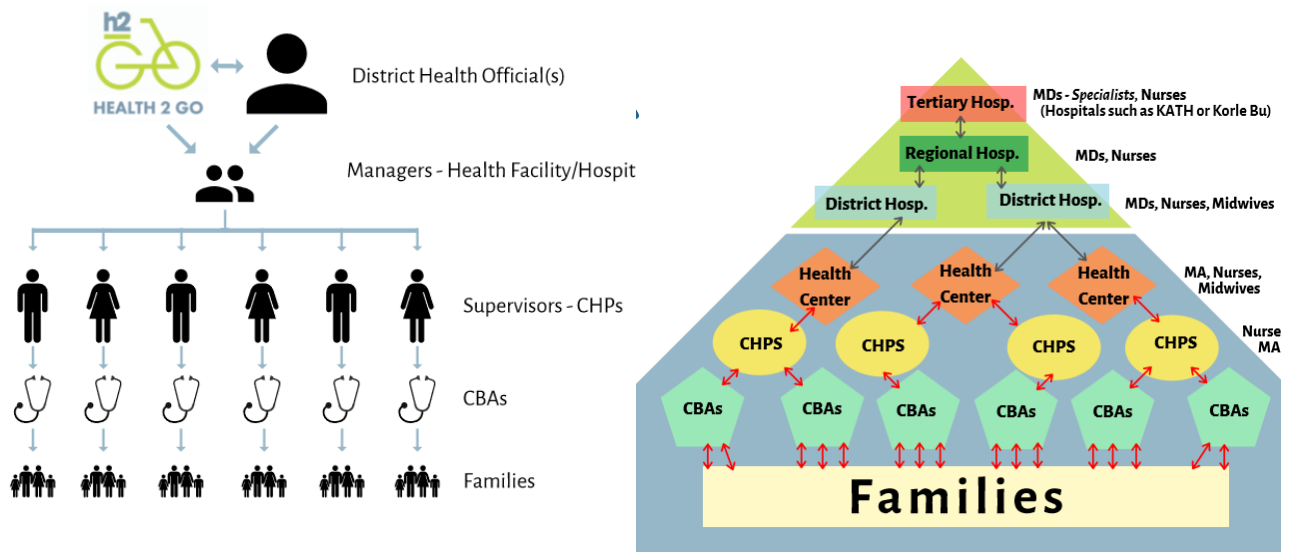 h2
HEALTH 2 GO
District Health Official(s)
Managers - Health Facility/Hospit
Supervisors - CHPs
CBAs
Families
Tertiary Hosp.
MDs - Specialists, Nurses
(Hospitals such as KATH or Korle Bu)
Regional Hosp.
MDs, Nurses
District Hosp.
District Hosp.
MDs, Nurses, Midwives
Health
Center
Health
Center
Health
Center
MA, Nurses,
Midwives
CHPS
CHPS
CHPS
CHPS
Nurse
MA
CBAs
CBAs
CBAs
CBAs
CBAs
CBAs
Families